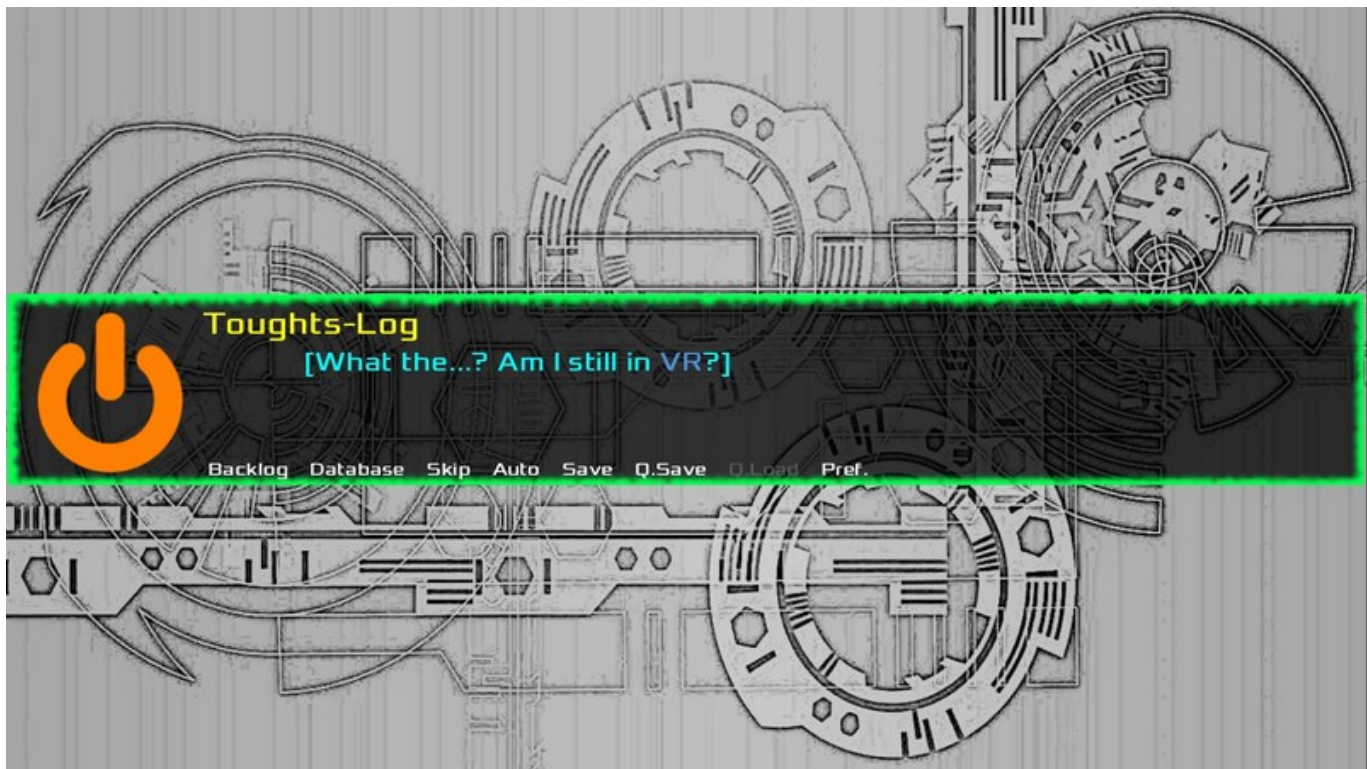 Toughts-Log
[What the...? Am I still in VR?]
Backlog Database Skip Auto Save Q.Save Q.Load Pref.